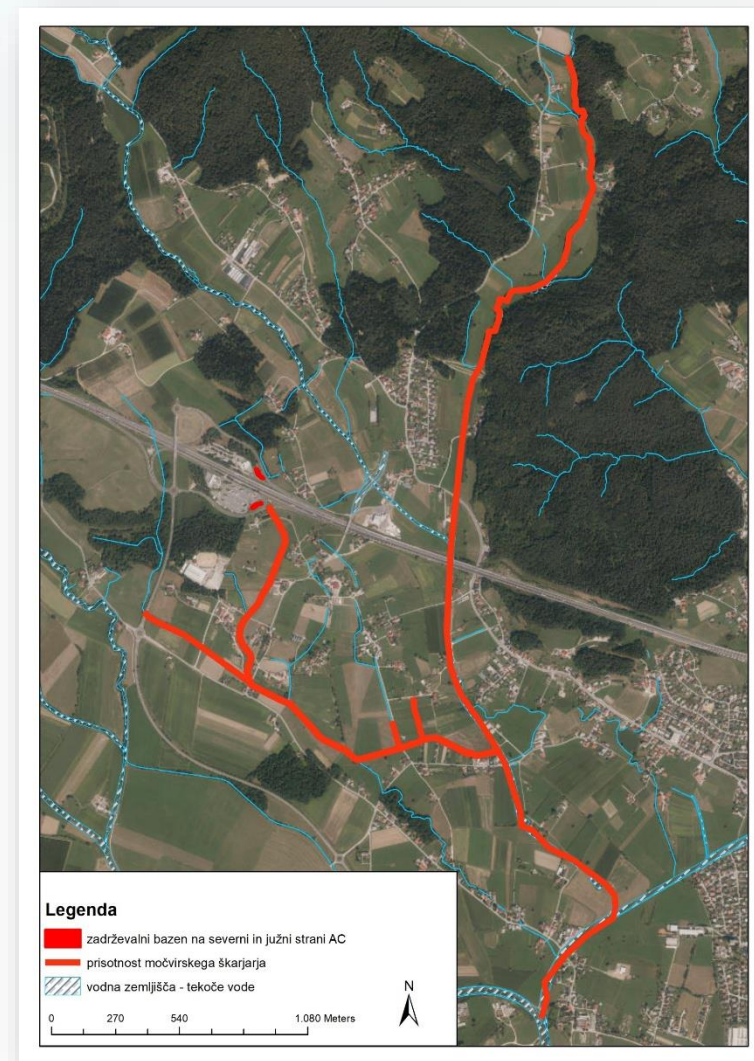 Legenda
zadrževalni bazen na severni in južni strani AC
prisotnost močvirskega škarjarja
vodna zemljišča - tekoče vode
0 270 540 1.080 Meters
N